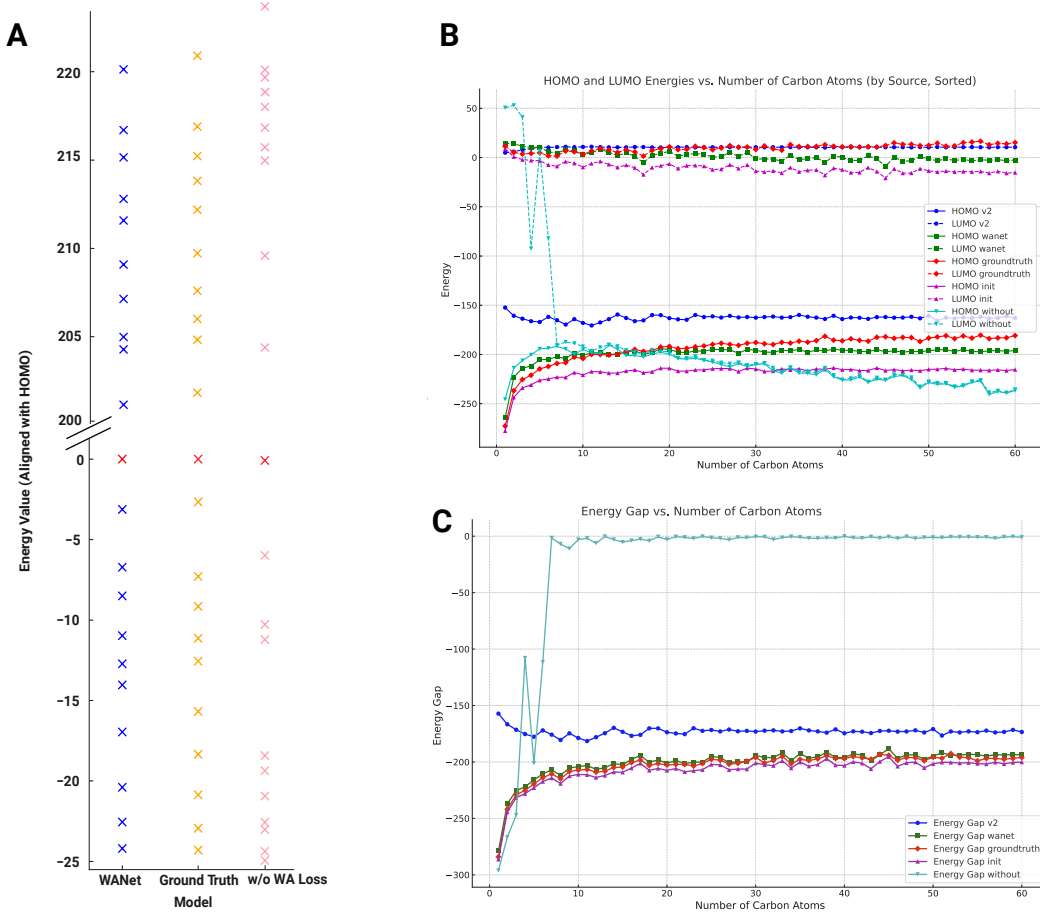 A
Energy Value (Aligned with HOMO)
220
215
210
205
200
0
−5
−10
−15
−20
−25
WANet
Ground Truth
w/o WA Loss
Model
B
HOMO and LUMO Energies vs. Number of Carbon Atoms (by Source, Sorted)
Energy
50
0
−50
−100
−150
−200
−250
HOMO v2
LUMO v2
HOMO wanet
LUMO wanet
HOMO groundtruth
LUMO groundtruth
HOMO init
LUMO init
HOMO without
LUMO without
0
10
20
30
40
50
60
Number of Carbon Atoms
C
Energy Gap vs. Number of Carbon Atoms
Energy Gap
0
−50
−100
−150
−200
−250
−300
Energy Gap v2
Energy Gap wanet
Energy Gap groundtruth
Energy Gap init
Energy Gap without
0
10
20
30
40
50
60
Number of Carbon Atoms